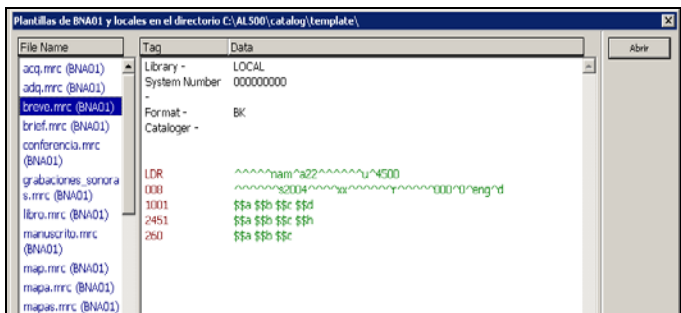 Plantillas de BNA01 y locales en el directorio C:\AL500\catalog\template\
File Name
Tag
Data
Abrir
acq.mrc (BNA01)
adq.mrc (BNA01)
breve.mrc (BNA01)
brief.mrc (BNA01)
conferencia.mrc
(BNA01)
grabaciones_sonora
s.mrc (BNA01)
libro.mrc (BNA01)
manuscrito.mrc
(BNA01)
map.mrc (BNA01)
mapa.mrc (BNA01)
mapas.mrc (BNA01)
Library - LOCAL
System Number 000000000
-
Format - BK
Cataloger -
LDR ^^^^^nam^a22^^^^^^u^4500
008 ^^^^^^s2004^^^^xx^^^^^^r^^^^^000^0^eng^d
1001 $$a $$b $$c $$d
2451 $$a $$b $$c $$h
260 $$a $$b $$c